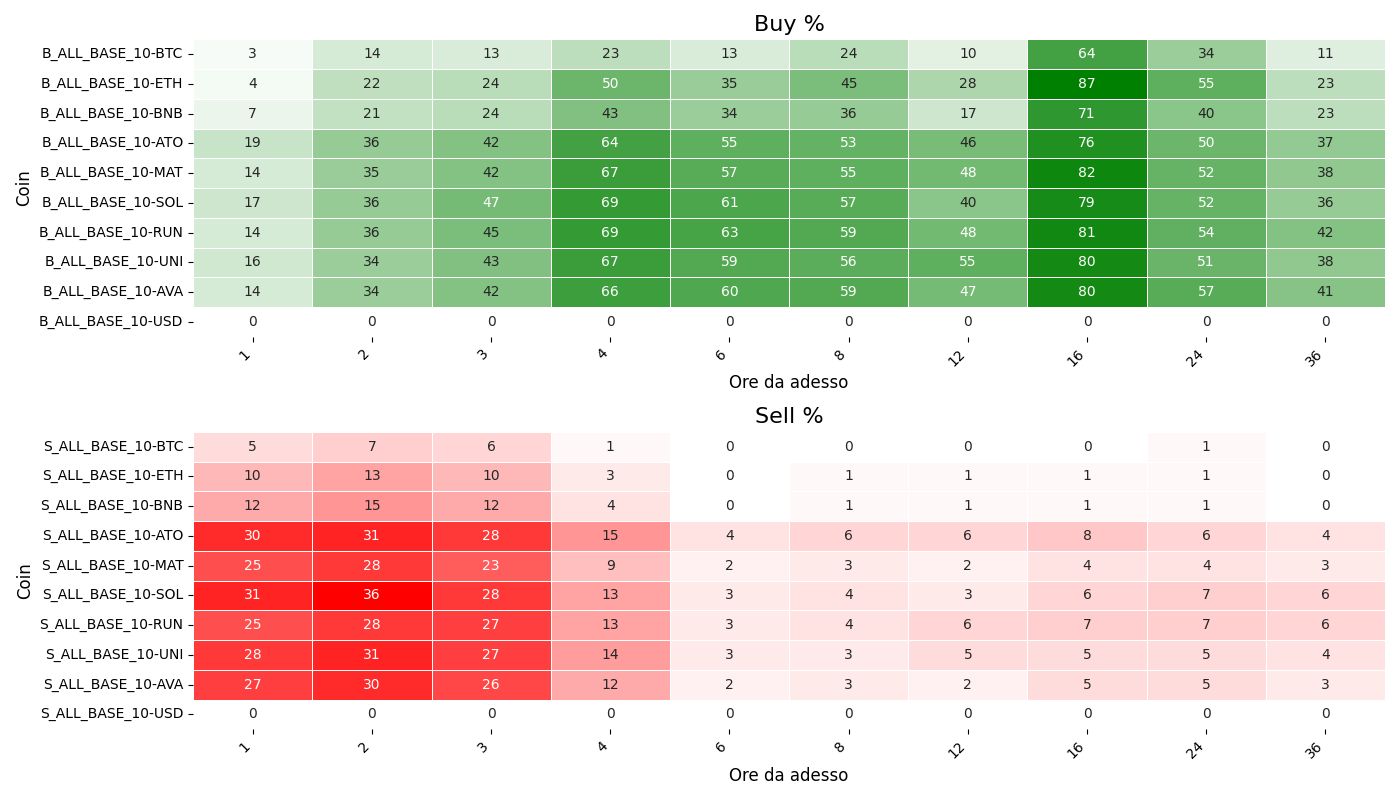 Buy %
B_ALL_BASE_10-BTC 3 14 13 23 13 24 10 64 34 11
B_ALL_BASE_10-ETH 4 22 24 50 35 45 28 87 55 23
B_ALL_BASE_10-BNB 7 21 24 43 34 36 17 71 40 23
B_ALL_BASE_10-ATO 19 36 42 64 55 53 46 76 50 37
B_ALL_BASE_10-MAT 14 35 42 67 57 55 48 82 52 38
B_ALL_BASE_10-SOL 17 36 47 69 61 57 40 79 52 36
B_ALL_BASE_10-RUN 14 36 45 69 63 59 48 81 54 42
B_ALL_BASE_10-UNI 16 34 43 67 59 56 55 80 51 38
B_ALL_BASE_10-AVA 14 34 42 66 60 59 47 80 57 41
B_ALL_BASE_10-USD 0 0 0 0 0 0 0 0 0 0
Coin
1 2 3 4 6 8 12 16 24 36
Ore da adesso
Sell %
S_ALL_BASE_10-BTC 5 7 6 1 0 0 0 0 1 0
S_ALL_BASE_10-ETH 10 13 10 3 0 1 1 1 1 0
S_ALL_BASE_10-BNB 12 15 12 4 0 1 1 1 1 0
S_ALL_BASE_10-ATO 30 31 28 15 4 6 6 8 6 4
S_ALL_BASE_10-MAT 25 28 23 9 2 3 2 4 4 3
S_ALL_BASE_10-SOL 31 36 28 13 3 4 3 6 7 6
S_ALL_BASE_10-RUN 25 28 27 13 3 4 6 7 7 6
S_ALL_BASE_10-UNI 28 31 27 14 3 3 5 5 5 4
S_ALL_BASE_10-AVA 27 30 26 12 2 3 2 5 5 3
S_ALL_BASE_10-USD 0 0 0 0 0 0 0 0 0 0
Coin
1 2 3 4 6 8 12 16 24 36
Ore da adesso